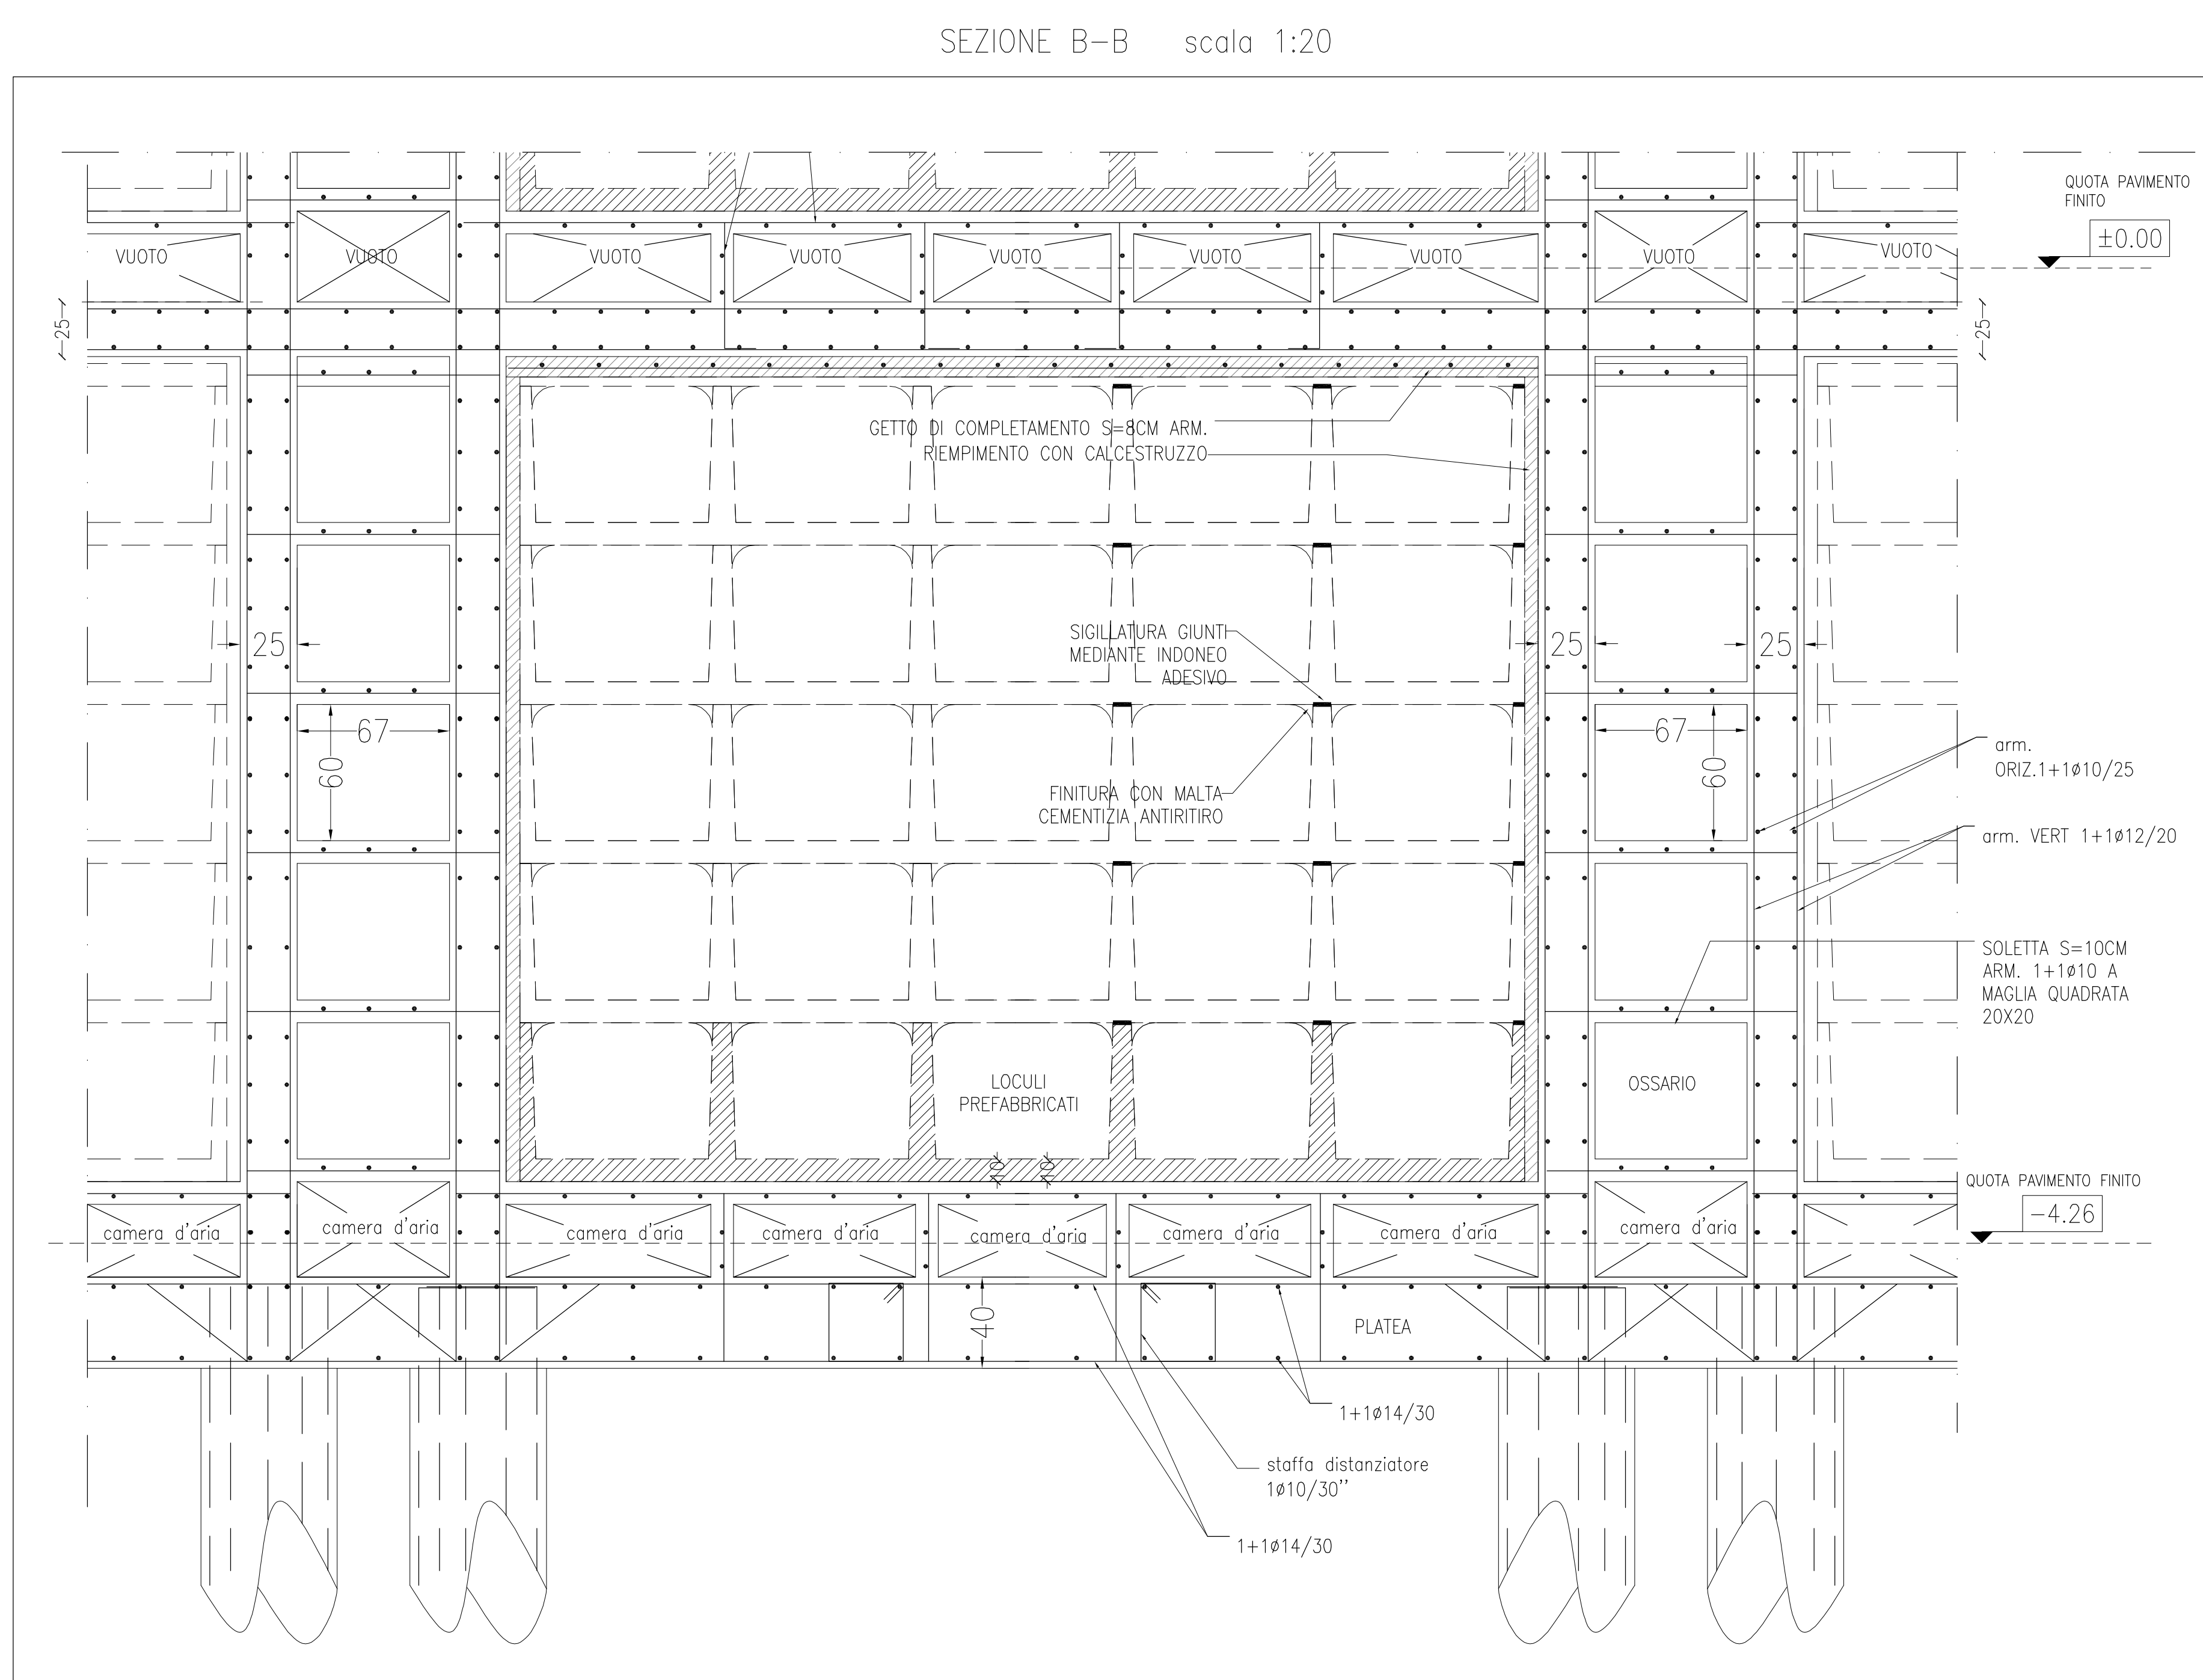 SEZIONE B-B scala 1:20
QUOTA PAVIMENTO
FINITO
±0.00
VUOTO
VUOTO
VUOTO
VUOTO
VUOTO
VUOTO
VUOTO
VUOTO
VUOTO
25
25
GETTO DI COMPLETAMENTO S=8CM ARM.
RIEMPIMENTO CON CALCESTRUZZO
SIGILLATURA GIUNTI
MEDIANTE INDONEO
ADESIVO
25
25
25
67
60
67
60
arm.
ORIZ.1+1ø10/25
FINITURA CON MALTA
CEMENTIZIA ANTIRITIRO
arm. VERT 1+1ø12/20
SOLETTA S=10CM
ARM. 1+1ø10 A
MAGLIA QUADRATA
20X20
LOCULI
PREFABBRICATI
OSSARIO
10
10
QUOTA PAVIMENTO FINITO
-4.26
camera d'aria
camera d'aria
camera d'aria
camera d'aria
camera d'aria
camera d'aria
camera d'aria
camera d'aria
40
PLATEA
1+1ø14/30
staffa distanziatore
1ø10/30''
1+1ø14/30